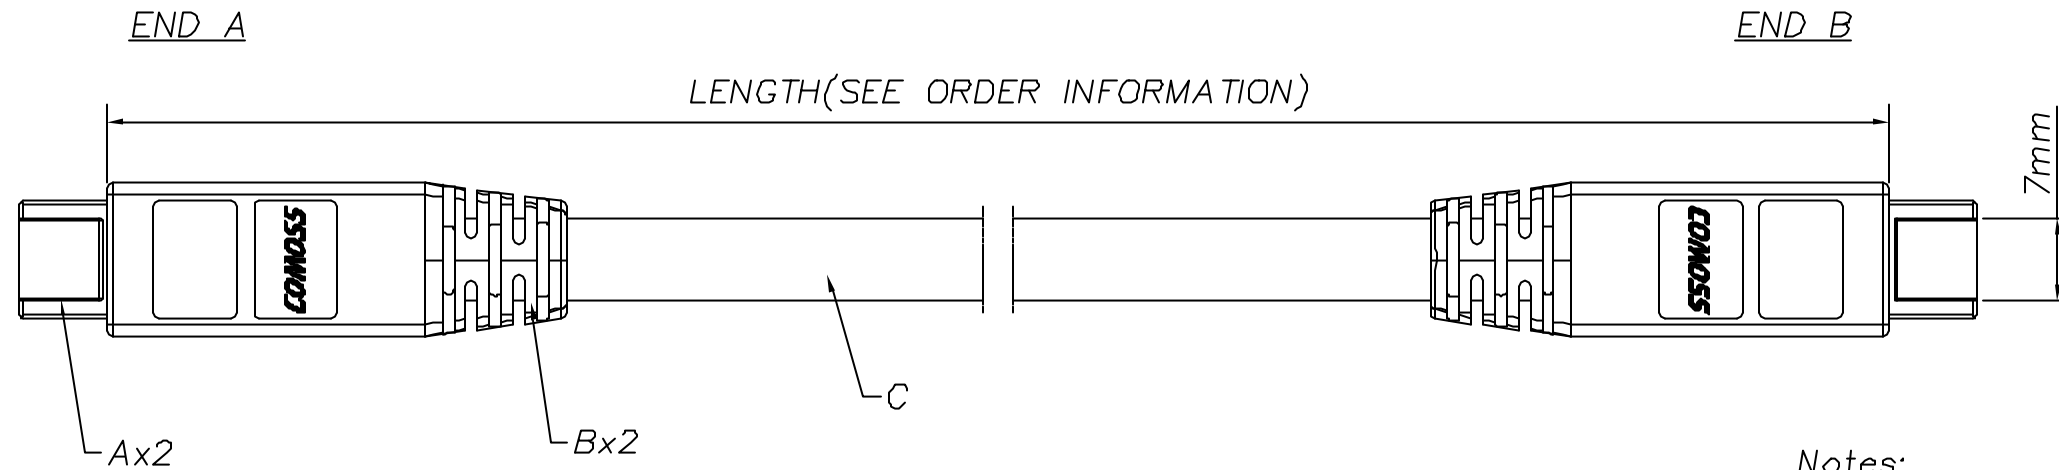 END A
END B
LENGTH(SEE ORDER INFORMATION)
7mm
COMOSS
COMOSS
C
Ax2
Bx2
Notes: